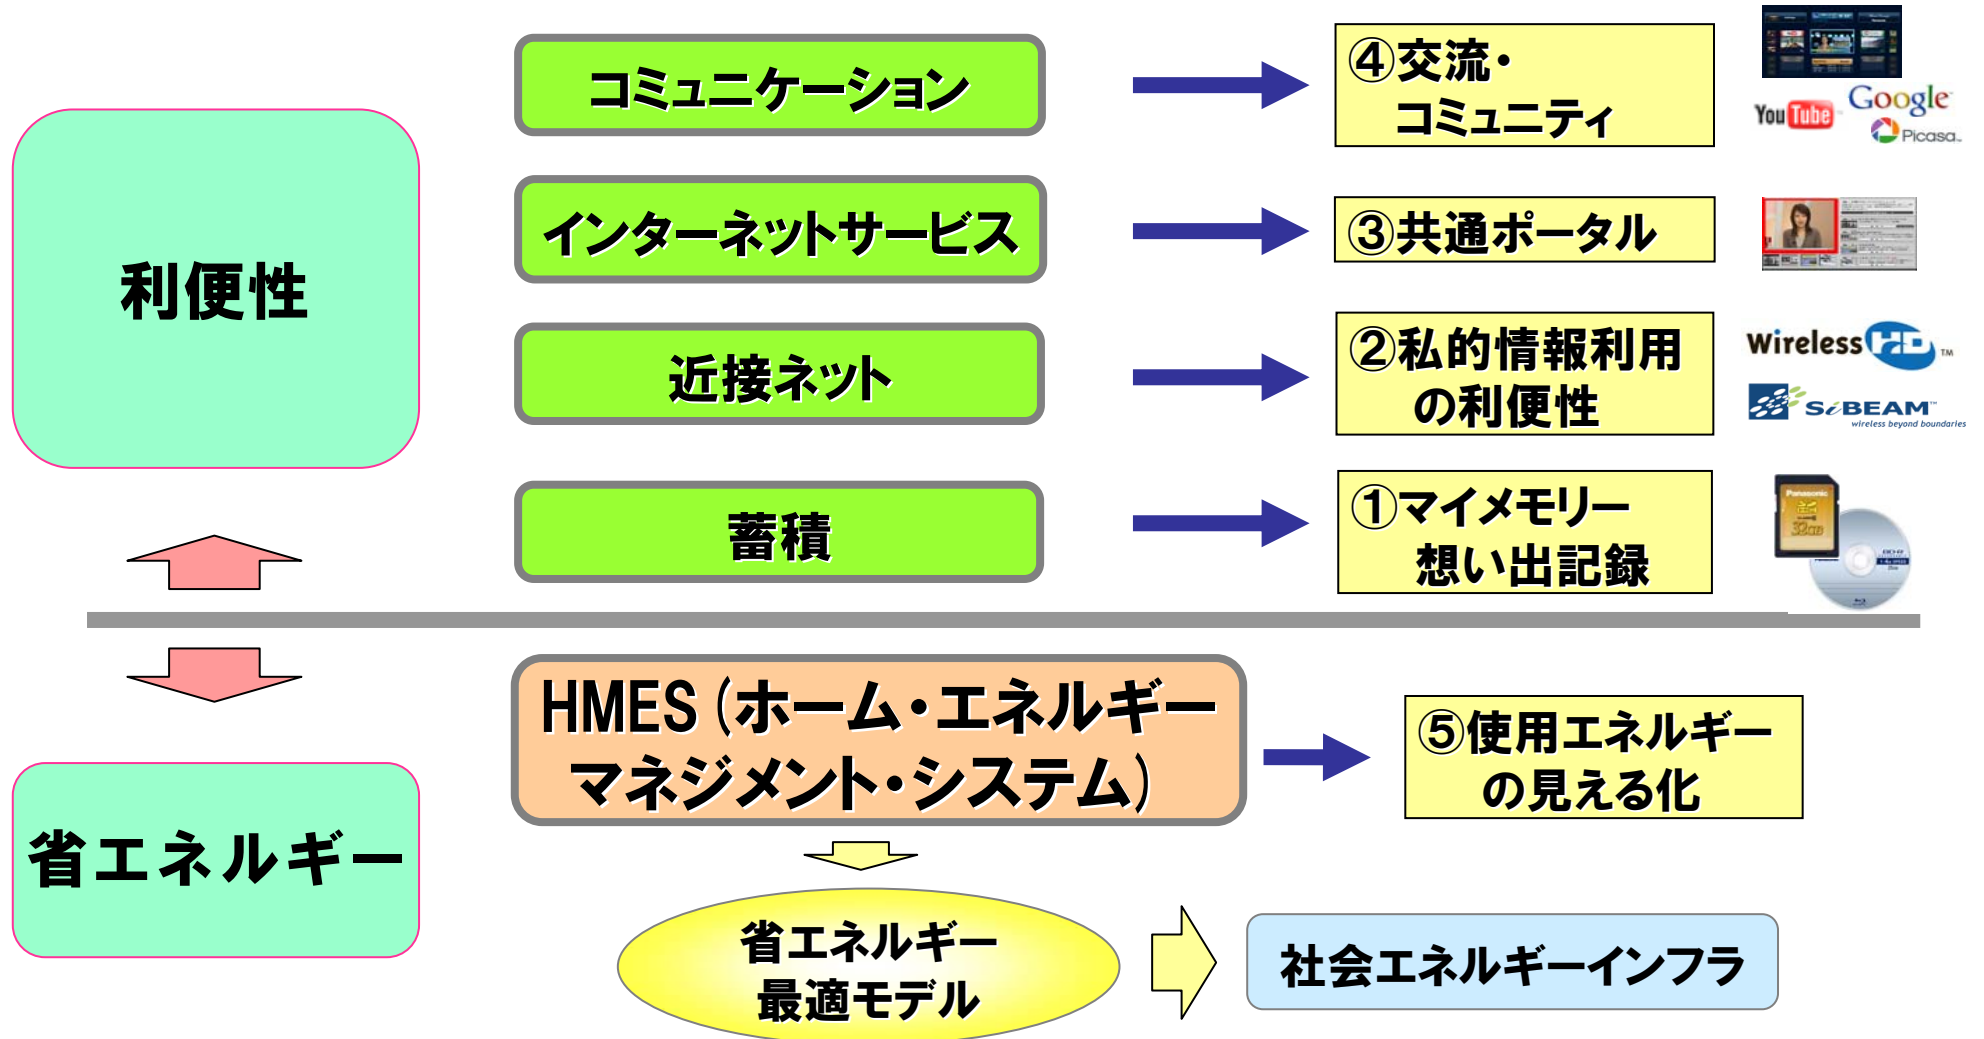 利便性
コミュニケーション
④交流・
コミュニティ
YouTube
Google
Picasa
インターネットサービス
③共通ポータル
近接ネット
②私的情報利用
の利便性
WirelessHD TM
SiBEAM™
wireless beyond boundaries
蓄積
①マイメモリー
想い出記録
Panasonic
32GB
BD-R
省エネルギー
HMES(ホーム・エネルギー
マネジメント・システム)
⑤使用エネルギー
の見える化
省エネルギー
最適モデル
社会エネルギーインフラ